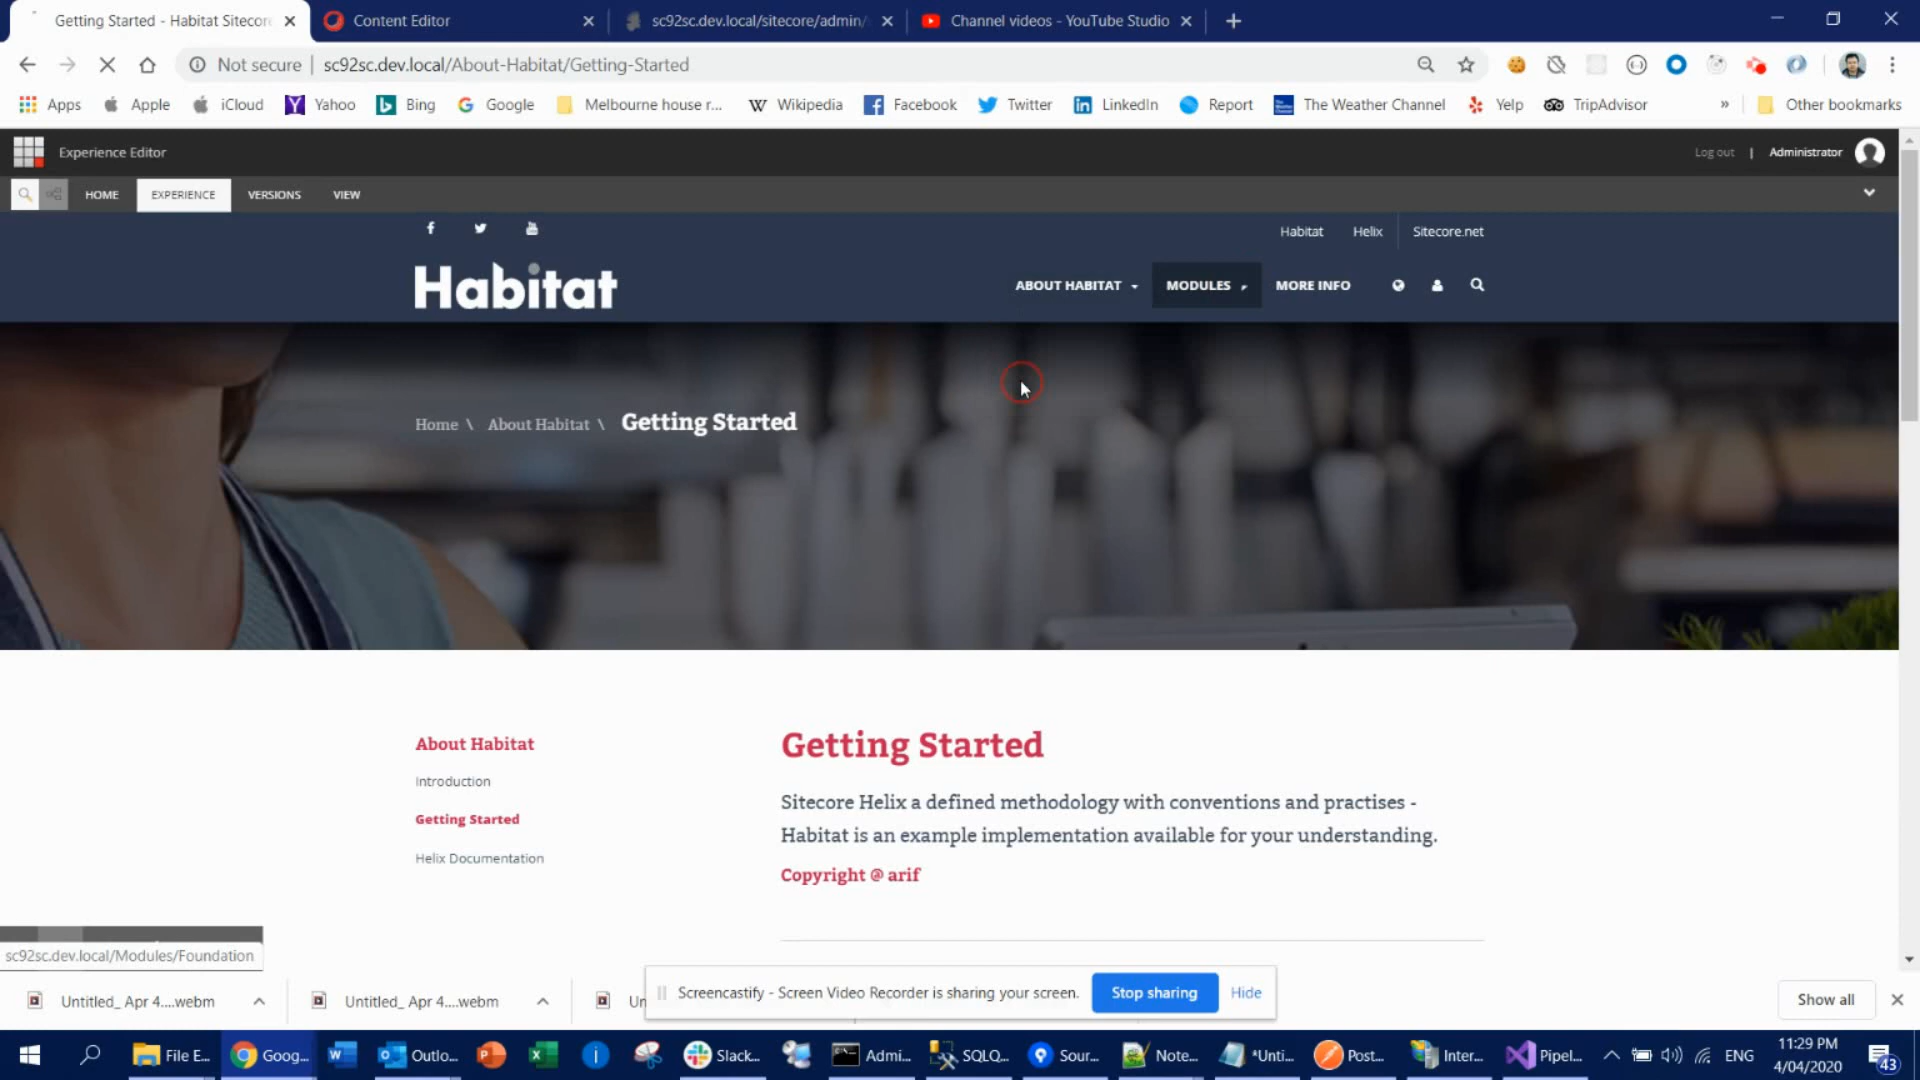 Getting Started - Habitat Sitecor
Content Editor
sc92sc.dev.local/sitecore/admin/
Channel videos - YouTube Studio
Not secure | sc92sc.dev.local/About-Habitat/Getting-Started
Apps
Apple
iCloud
Yahoo
Bing
Google
Melbourne house r...
Wikipedia
Facebook
Twitter
LinkedIn
Report
The Weather Channel
Yelp
TripAdvisor
»
Other bookmarks
Experience Editor
Log out | Administrator
HOME
EXPERIENCE
VERSIONS
VIEW
Habitat
Helix
Sitecore.net
Habitat
ABOUT HABITAT
MODULES
MORE INFO
Home \ About Habitat \ Getting Started
About Habitat
Introduction
Getting Started
Helix Documentation
Getting Started
Sitecore Helix a defined methodology with conventions and practises -
Habitat is an example implementation available for your understanding.
Copyright @ arif
sc92sc.dev.local/Modules/Foundation
Untitled_ Apr 4....webm
Untitled_ Apr 4....webm
Un
Screencastify - Screen Video Recorder is sharing your screen.
Stop sharing
Hide
Show all
File E...
Goog...
Outlo...
Slack...
Admi...
SQLQ...
Sour...
Note...
*Unti...
Post...
Inter...
Pipel...
ENG
11:29 PM
4/04/2020
43